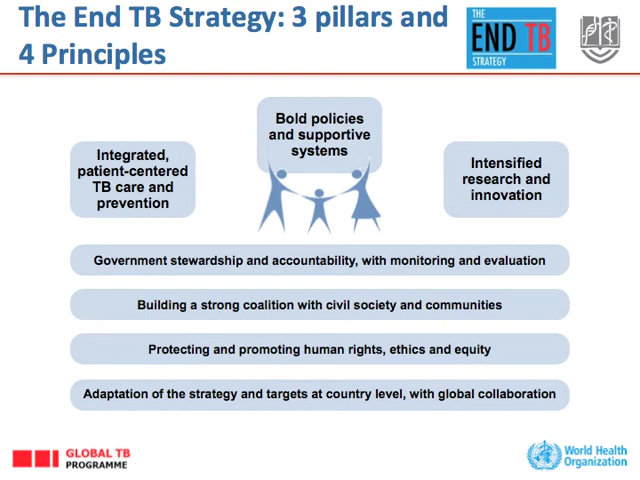 The End TB Strategy: 3 pillars and
4 Principles
THE
END TB
STRATEGY
Bold policies
and supportive
systems
Integrated,
patient-centered
TB care and
prevention
Intensified
research and
innovation
Government stewardship and accountability, with monitoring and evaluation
Building a strong coalition with civil society and communities
Protecting and promoting human rights, ethics and equity
Adaptation of the strategy and targets at country level, with global collaboration
GLOBAL TB
PROGRAMME
World Health
Organization